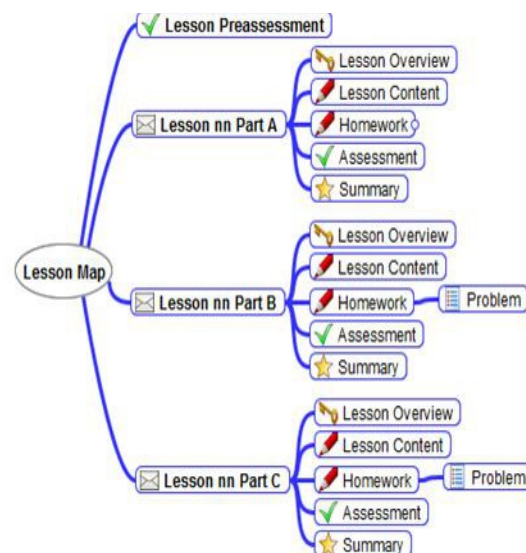 Lesson Preassessment
Lesson Overview
Lesson Content
Lesson nn Part A
Homework
Assessment
Summary
Lesson Overview
Lesson Content
Lesson Map
Lesson nn Part B
Homework
Problem
Assessment
Summary
Lesson Overview
Lesson Content
Lesson nn Part C
Homework
Problem
Assessment
Summary